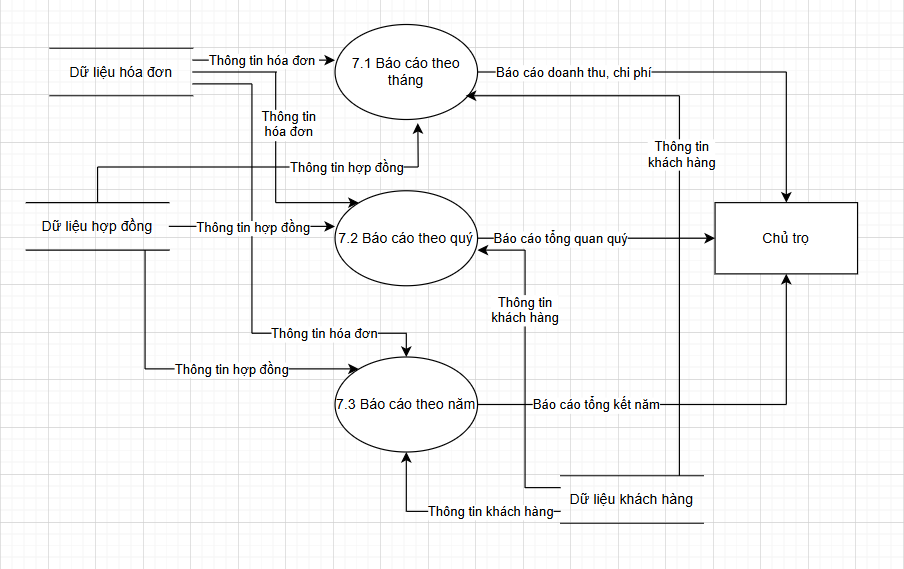 Dữ liệu hóa đơn
Thông tin hóa đơn
7.1 Báo cáo theo
tháng
Báo cáo doanh thu, chi phí
Thông tin
hóa đơn
Thông tin
khách hàng
Thông tin hợp đồng
Dữ liệu hợp đồng
Thông tin hợp đồng
7.2 Báo cáo theo quý
Báo cáo tổng quan quý
Chủ trọ
Thông tin
khách hàng
Thông tin hóa đơn
Thông tin hợp đồng
7.3 Báo cáo theo năm
Báo cáo tổng kết năm
Dữ liệu khách hàng
Thông tin khách hàng